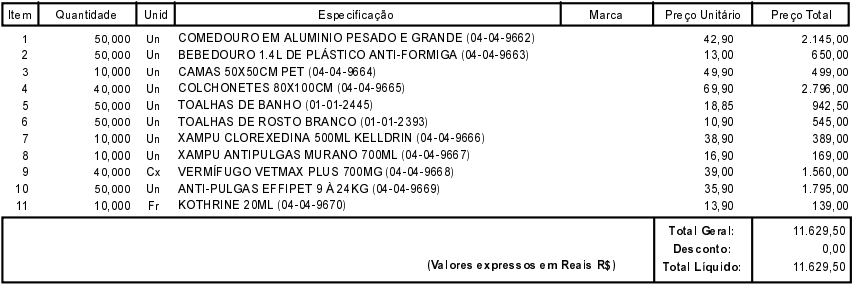 Item Quantidade Unid Especificação Marca Preço Unitário Preço Total
1 50,000 Un COMEDOURO EM ALUMINIO PESADO E GRANDE (04-04-9662) 42,90 2.145,00
2 50,000 Un BEBEDOURO 1.4L DE PLÁSTICO ANTI-FORMIGA (04-04-9663) 13,00 650,00
3 10,000 Un CAMAS 50X50CM PET (04-04-9664) 49,90 499,00
4 40,000 Un COLCHONETES 80X100CM (04-04-9665) 69,90 2.796,00
5 50,000 Un TOALHAS DE BANHO (01-01-2445) 18,85 942,50
6 50,000 Un TOALHAS DE ROSTO BRANCO (01-01-2393) 10,90 545,00
7 10,000 Un XAMPU CLOREXEDINA 500ML KELLDRIN (04-04-9666) 38,90 389,00
8 10,000 Un XAMPU ANTIPULGAS MURANO 700ML (04-04-9667) 16,90 169,00
9 40,000 Cx VERMÍFUGO VETMAX PLUS 700MG (04-04-9668) 39,00 1.560,00
10 50,000 Un ANTI-PULGAS EFFIPET 9 À 24KG (04-04-9669) 35,90 1.795,00
11 10,000 Fr KOTHRINE 20ML (04-04-9670) 13,90 139,00
Total Geral: 11.629,50
Desconto: 0,00
(Valores expressos em Reais R$) Total Líquido: 11.629,50